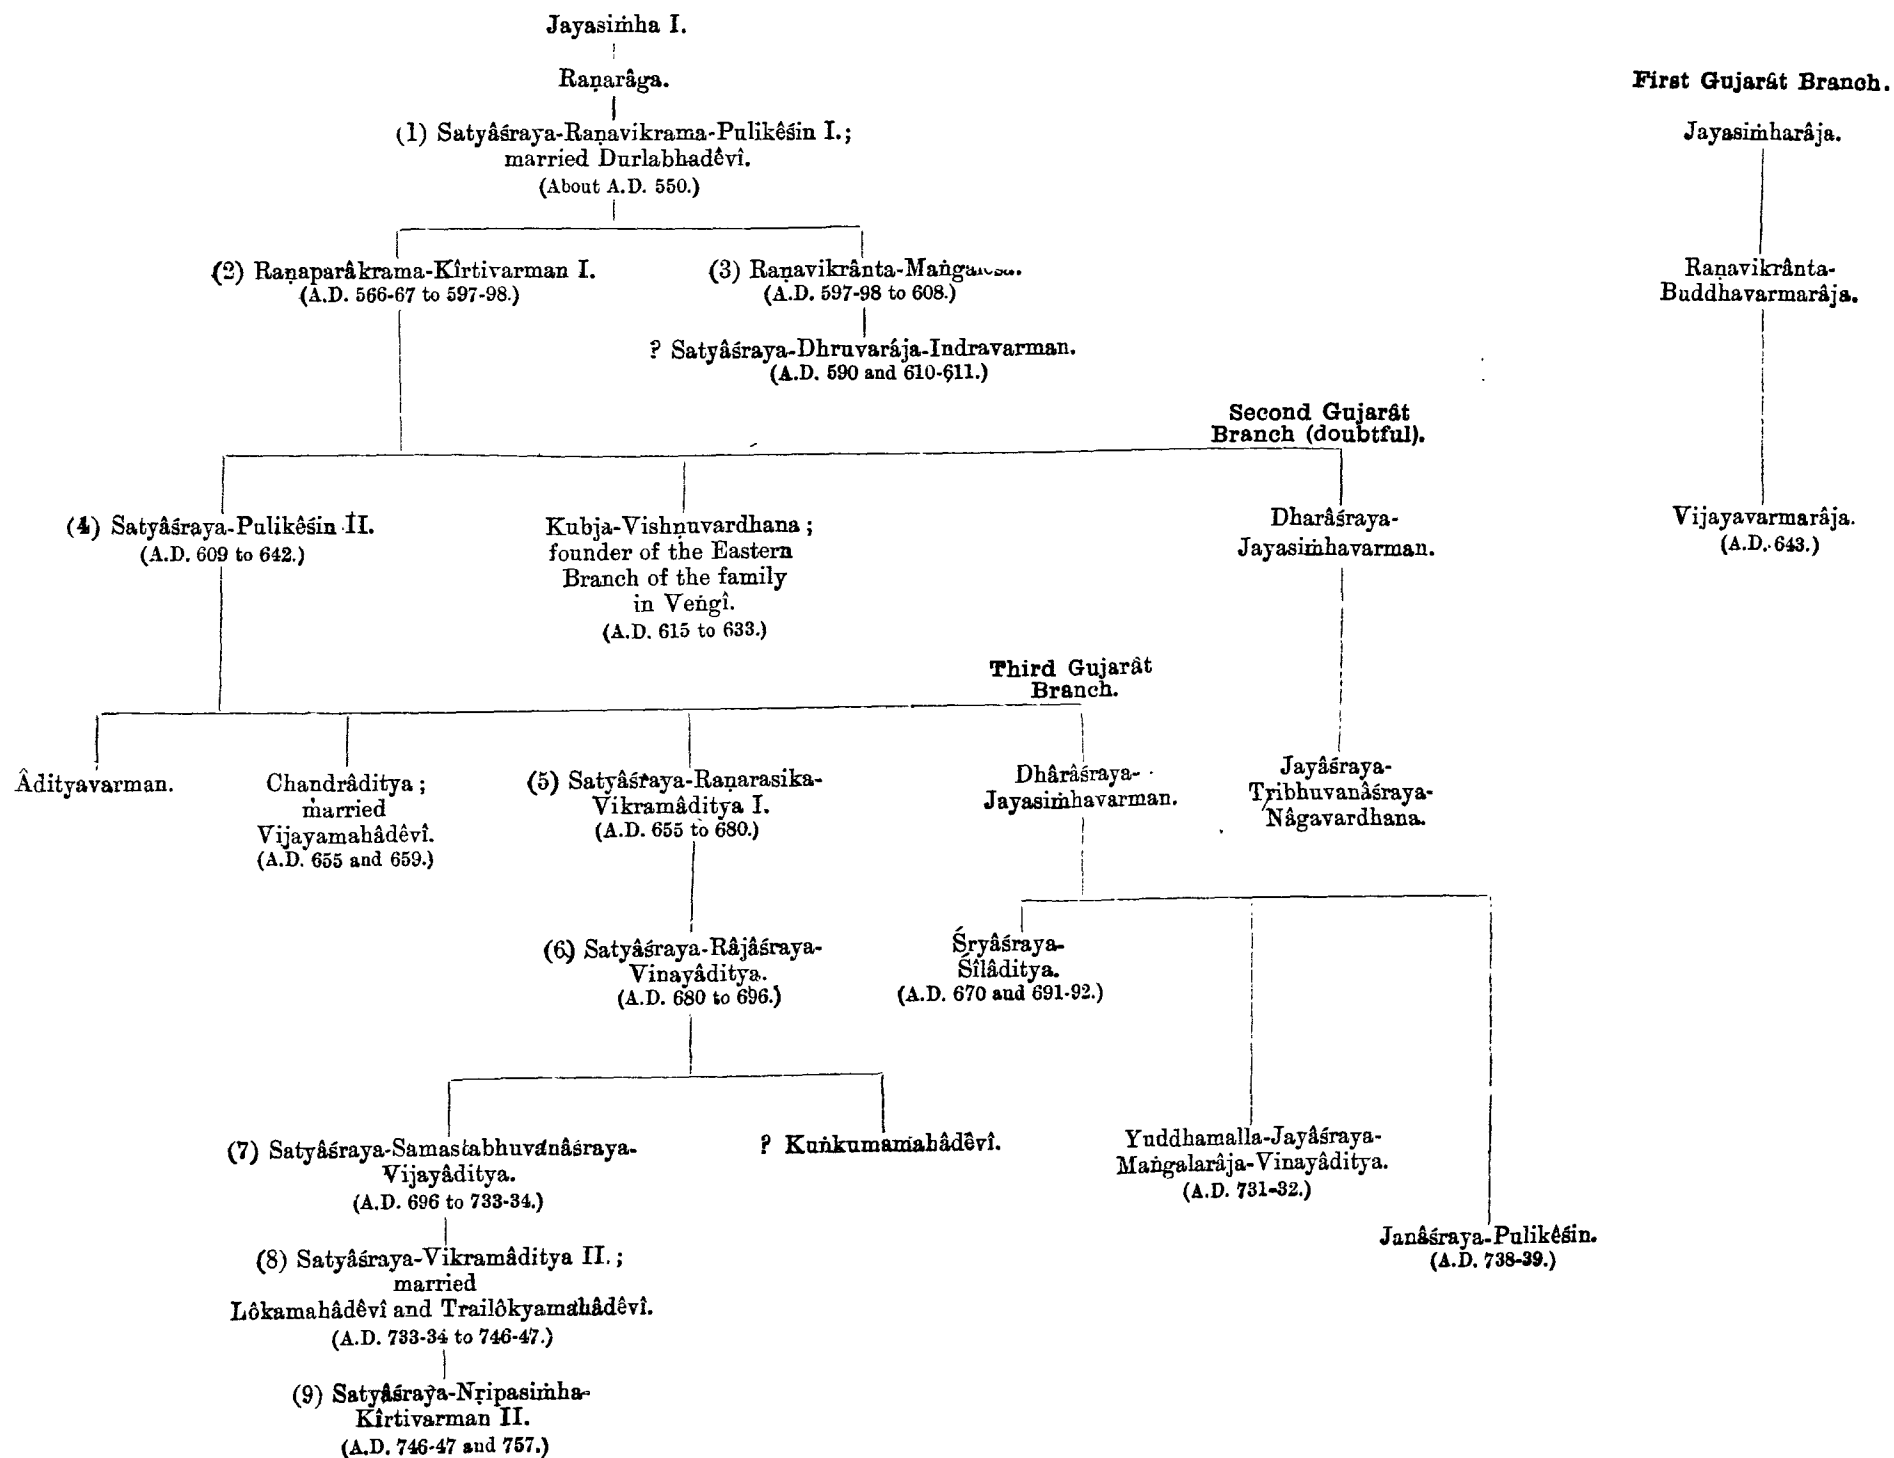 Jayasiṁha I.
Raṇarâga.
First Gujarât Branch.
(1) Satyâśraya-Raṇavikrama-Pulikêśin I.;
married Durlabhadêvî.
(About A.D. 550.)
Jayasiṁharâja.
(2) Raṇaparâkrama-Kîrtivarman I.
(A.D. 566-67 to 597-98.)
(3)
(A.D. 597-98 to 608.)
Raṇavikrânta-
Buddhavarmarâja.
? Satyâśraya-Dhruvarája-Indravarman.
(A.D. 590 and 610-611.)
Second Gujarât
Branch (doubtful).
(4) Satyâśraya-Pulikêśin II.
(A.D. 609 to 642.)
Kubja-Vishṇuvardhana;
founder of the Eastern
Branch of the family
in Veṅgî.
(A.D. 615 to 633.)
Dharâśraya-
Jayasiṁhavarman.
Vijayavarmarâja.
(A.D. 643.)
Third Gujarât
Branch.
Âdityavarman.
Chandrâditya;
married
Vijayamahâdêvî.
(A.D. 655 and 659.)
(5) Satyâśraya-Raṇarasika-
Vikramâditya I.
(A.D. 655 to 680.)
Dhârâśraya-
Jayasiṁhavarman.
Jayâśraya-
Tribhuvanâśraya-
Nâgavardhana.
(6) Satyâśraya-Râjâśraya-
Vinayâditya.
(A.D. 680 to 696.)
Śryâśraya-
Śîlâditya.
(A.D. 670 and 691-92.)
(7) Satyâśraya-Samastabhuvanâśraya-
Vijayâditya.
(A.D. 696 to 733-34.)
? Kuṅkumamahâdêvî.
Yuddhamalla-Jayâśraya-
Maṅgalarâja-Vinayâditya.
(A.D. 731-32.)
Janâśraya-Pulikêśin.
(A.D. 738-39.)
(8) Satyâśraya-Vikramâditya II.;
married
Lôkamahâdêvî and Trailôkyamahâdêvî.
(A.D. 733-34 to 746-47.)
(9) Satyâśraya-Nṛipasiṁha-
Kîrtivarman II.
(A.D. 746-47 and 757.)